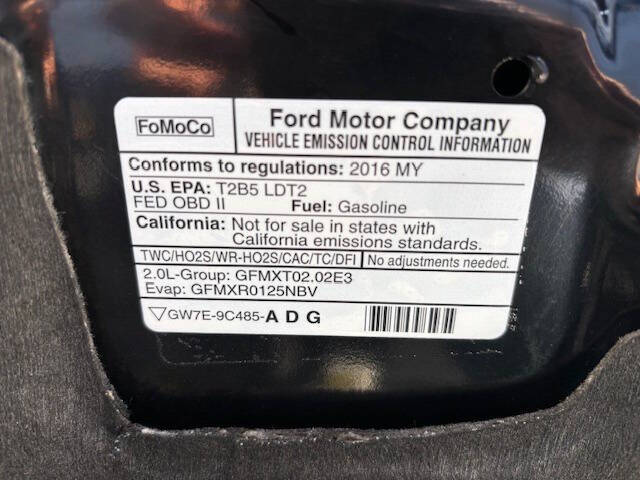 FoMoCo
Ford Motor Company
VEHICLE EMISSION CONTROL INFORMATION
Conforms to regulations: 2016 MY
U.S. EPA: T2B5 LDT2
FED OBD II Fuel: Gasoline
California: Not for sale in states with
California emissions standards.
TWC/HO2S/WR-HO2S/CAC/TC/DFI No adjustments needed.
2.0L-Group: GFMXT02.02E3
Evap: GFMXR0125NBV
▽GW7E-9C485-A D G